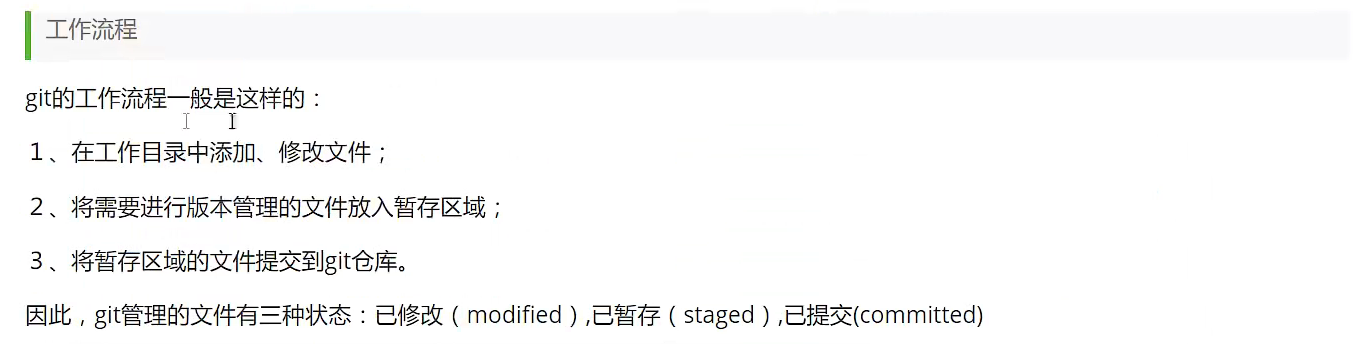 工作流程
git的工作流程一般是这样的：
１、在工作目录中添加、修改文件；
２、将需要进行版本管理的文件放入暂存区域；
３、将暂存区域的文件提交到git仓库。
因此，git管理的文件有三种状态：已修改（modified）,已暂存（staged）,已提交(committed)